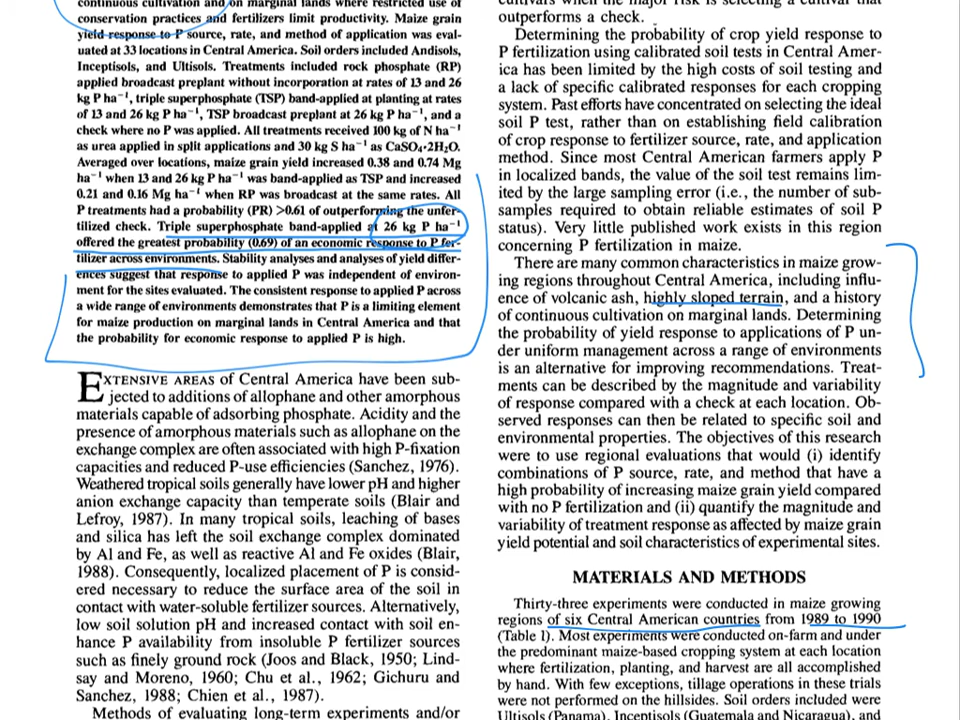 continuous cultivation and on marginal lands where restricted use of
conservation practices and fertilizers limit productivity. Maize grain
yield response to P source, rate, and method of application was eval-
uated at 33 locations in Central America. Soil orders included Andisols,
Inceptisols, and Ultisols. Treatments included rock phosphate (RP)
applied broadcast preplant without incorporation at rates of 13 and 26
kg P ha⁻¹, triple superphosphate (TSP) band-applied at planting at rates
of 13 and 26 kg P ha⁻¹, TSP broadcast preplant at 26 kg P ha⁻¹, and a
check where no P was applied. All treatments received 100 kg of N ha⁻¹
as urea applied in split applications and 30 kg S ha⁻¹ as CaSO₄·2H₂O.
Averaged over locations, maize grain yield increased 0.38 and 0.74 Mg
ha⁻¹ when 13 and 26 kg P ha⁻¹ was band-applied as TSP and increased
0.21 and 0.16 Mg ha⁻¹ when RP was broadcast at the same rates. All
P treatments had a probability (PR) >0.61 of outperforming the unfer-
tilized check. Triple superphosphate band-applied at 26 kg P ha⁻¹
offered the greatest probability (0.69) of an economic response to P fer-
tilizer across environments. Stability analyses and analyses of yield differ-
ences suggest that response to applied P was independent of environ-
ment for the sites evaluated. The consistent response to applied P across
a wide range of environments demonstrates that P is a limiting element
for maize production on marginal lands in Central America and that
the probability for economic response to applied P is high.
EXTENSIVE AREAS of Central America have been sub-
jected to additions of allophane and other amorphous
materials capable of adsorbing phosphate. Acidity and the
presence of amorphous materials such as allophane on the
exchange complex are often associated with high P-fixation
capacities and reduced P-use efficiencies (Sanchez, 1976).
Weathered tropical soils generally have lower pH and higher
anion exchange capacity than temperate soils (Blair and
Lefroy, 1987). In many tropical soils, leaching of bases
and silica has left the soil exchange complex dominated
by Al and Fe, as well as reactive Al and Fe oxides (Blair,
1988). Consequently, localized placement of P is consid-
ered necessary to reduce the surface area of the soil in
contact with water-soluble fertilizer sources. Alternatively,
low soil solution pH and increased contact with soil en-
hance P availability from insoluble P fertilizer sources
such as finely ground rock (Joos and Black, 1950; Lind-
say and Moreno, 1960; Chu et al., 1962; Gichuru and
Sanchez, 1988; Chien et al., 1987).
Methods of evaluating long-term experiments and/or
cultivars when the major risk is selecting a cultivar that
outperforms a check.
Determining the probability of crop yield response to
P fertilization using calibrated soil tests in Central Amer-
ica has been limited by the high costs of soil testing and
a lack of specific calibrated responses for each cropping
system. Past efforts have concentrated on selecting the ideal
soil P test, rather than on establishing field calibration
of crop response to fertilizer source, rate, and application
method. Since most Central American farmers apply P
in localized bands, the value of the soil test remains lim-
ited by the large sampling error (i.e., the number of sub-
samples required to obtain reliable estimates of soil P
status). Very little published work exists in this region
concerning P fertilization in maize.
There are many common characteristics in maize grow-
ing regions throughout Central America, including influ-
ence of volcanic ash, highly sloped terrain, and a history
of continuous cultivation on marginal lands. Determining
the probability of yield response to applications of P un-
der uniform management across a range of environments
is an alternative for improving recommendations. Treat-
ments can be described by the magnitude and variability
of response compared with a check at each location. Ob-
served responses can then be related to specific soil and
environmental properties. The objectives of this research
were to use regional evaluations that would (i) identify
combinations of P source, rate, and method that have a
high probability of increasing maize grain yield compared
with no P fertilization and (ii) quantify the magnitude and
variability of treatment response as affected by maize grain
yield potential and soil characteristics of experimental sites.
MATERIALS AND METHODS
Thirty-three experiments were conducted in maize growing
regions of six Central American countries from 1989 to 1990
(Table 1). Most experiments were conducted on-farm and under
the predominant maize-based cropping system at each location
where fertilization, planting, and harvest are all accomplished
by hand. With few exceptions, tillage operations in these trials
were not performed on the hillsides. Soil orders included were
Ultisols (Panama), Inceptisols (Guatemala and Nicaragua), and